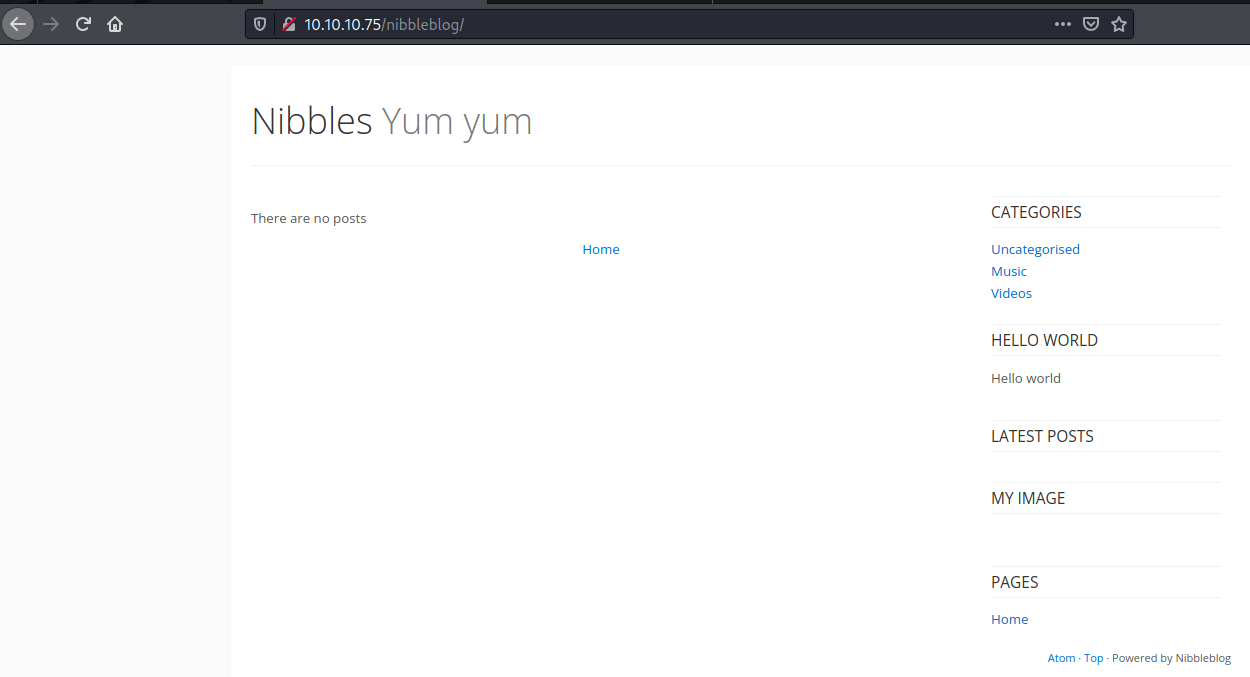 10.10.10.75/nibbleblog/
Nibbles Yum yum
There are no posts
Home
CATEGORIES
Uncategorised
Music
Videos
HELLO WORLD
Hello world
LATEST POSTS
MY IMAGE
PAGES
Home
Atom · Top · Powered by Nibbleblog